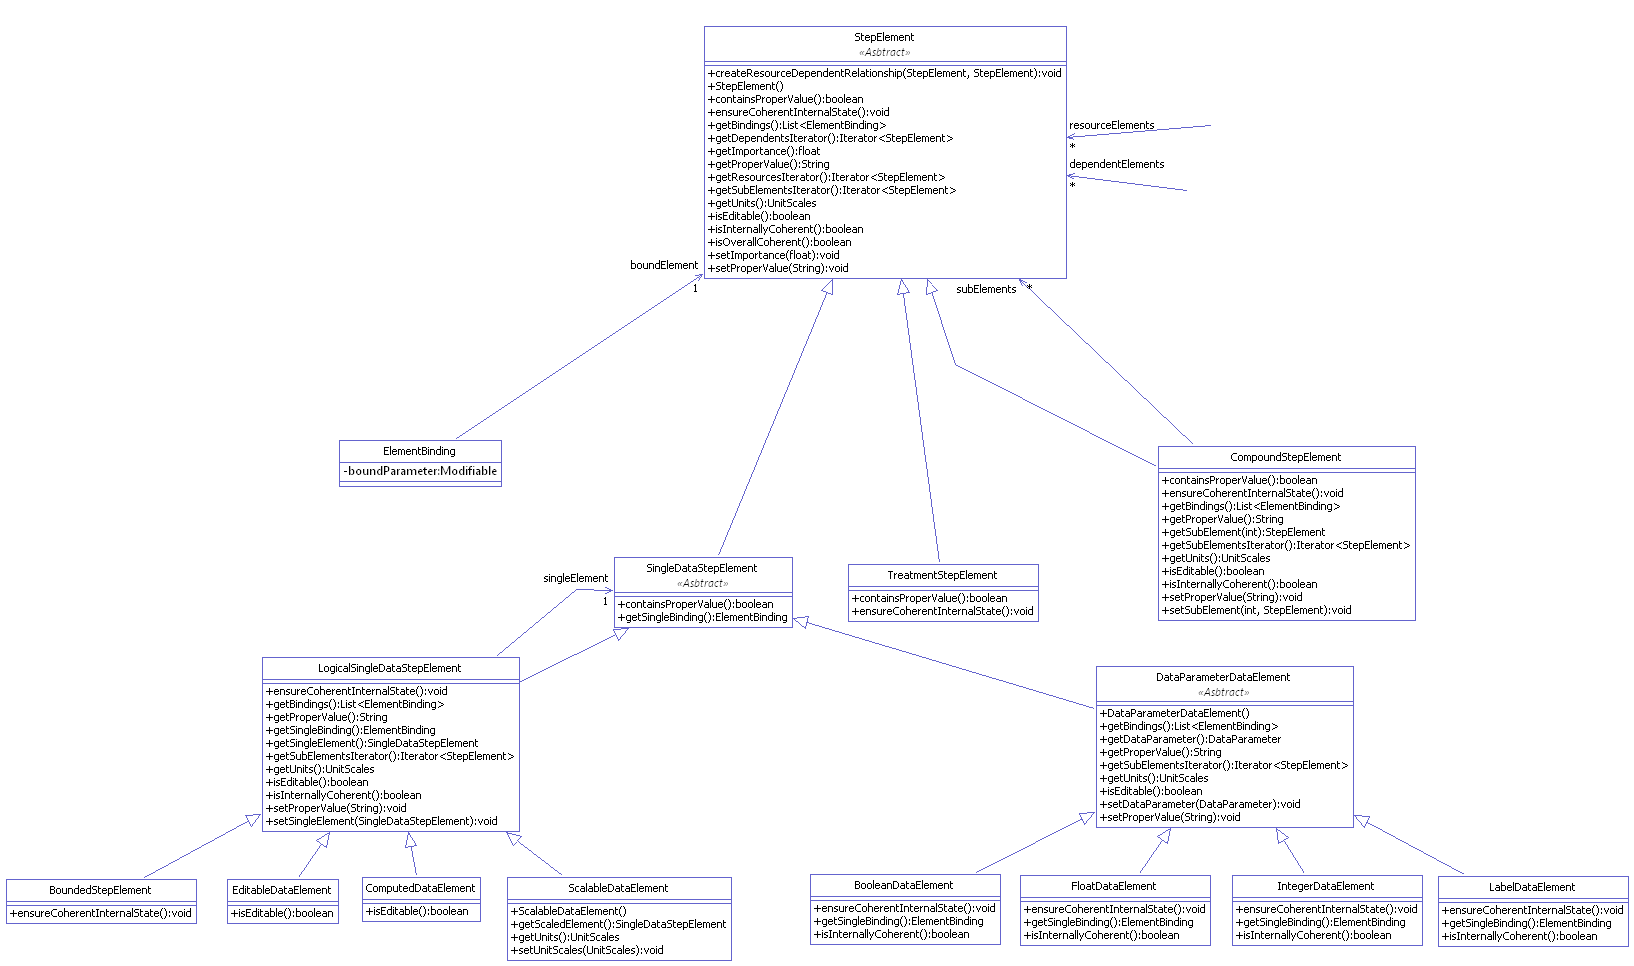 StepElement
«Asbtract»
+createResourceDependentRelationship(StepElement, StepElement):void
+StepElement()
+containsProperValue():boolean
+ensureCoherentInternalState():void
+getBindings():List<ElementBinding>
+getDependentsIterator():Iterator<StepElement>
+getImportance():float
+getProperValue():String
+getResourcesIterator():Iterator<StepElement>
+getSubElementsIterator():Iterator<StepElement>
+getUnits():UnitScales
+isEditable():boolean
+isInternallyCoherent():boolean
+isOverallCoherent():boolean
+setImportance(float):void
+setProperValue(String):void
resourceElements
*
dependentElements
*
boundElement
1
subElements
*
ElementBinding
-boundParameter:Modifiable
CompoundStepElement
+containsProperValue():boolean
+ensureCoherentInternalState():void
+getBindings():List<ElementBinding>
+getProperValue():String
+getSubElement(int):StepElement
+getSubElementsIterator():Iterator<StepElement>
+getUnits():UnitScales
+isEditable():boolean
+isInternallyCoherent():boolean
+setProperValue(String):void
+setSubElement(int, StepElement):void
singleElement
1
SingleDataStepElement
«Asbtract»
+containsProperValue():boolean
+getSingleBinding():ElementBinding
TreatmentStepElement
+containsProperValue():boolean
+ensureCoherentInternalState():void
LogicalSingleDataStepElement
+ensureCoherentInternalState():void
+getBindings():List<ElementBinding>
+getProperValue():String
+getSingleBinding():ElementBinding
+getSingleElement():SingleDataStepElement
+getSubElementsIterator():Iterator<StepElement>
+getUnits():UnitScales
+isEditable():boolean
+isInternallyCoherent():boolean
+setProperValue(String):void
+setSingleElement(SingleDataStepElement):void
DataParameterDataElement
«Asbtract»
+DataParameterDataElement()
+getBindings():List<ElementBinding>
+getDataParameter():DataParameter
+getProperValue():String
+getSubElementsIterator():Iterator<StepElement>
+getUnits():UnitScales
+isEditable():boolean
+setDataParameter(DataParameter):void
+setProperValue(String):void
BoundedStepElement
+ensureCoherentInternalState():void
EditableDataElement
+isEditable():boolean
ComputedDataElement
+isEditable():boolean
ScalableDataElement
+ScalableDataElement()
+getScaledElement():SingleDataStepElement
+getUnits():UnitScales
+setUnitScales(UnitScales):void
BooleanDataElement
+ensureCoherentInternalState():void
+getSingleBinding():ElementBinding
+isInternallyCoherent():boolean
FloatDataElement
+ensureCoherentInternalState():void
+getSingleBinding():ElementBinding
+isInternallyCoherent():boolean
IntegerDataElement
+ensureCoherentInternalState():void
+getSingleBinding():ElementBinding
+isInternallyCoherent():boolean
LabelDataElement
+ensureCoherentInternalState():void
+getSingleBinding():ElementBinding
+isInternallyCoherent():boolean